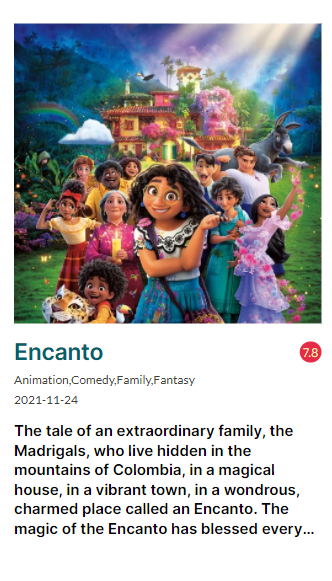 Encanto
7.8
Animation,Comedy,Family,Fantasy
2021-11-24
The tale of an extraordinary family, the
Madrigals, who live hidden in the
mountains of Colombia, in a magical
house, in a vibrant town, in a wondrous,
charmed place called an Encanto. The
magic of the Encanto has blessed every...